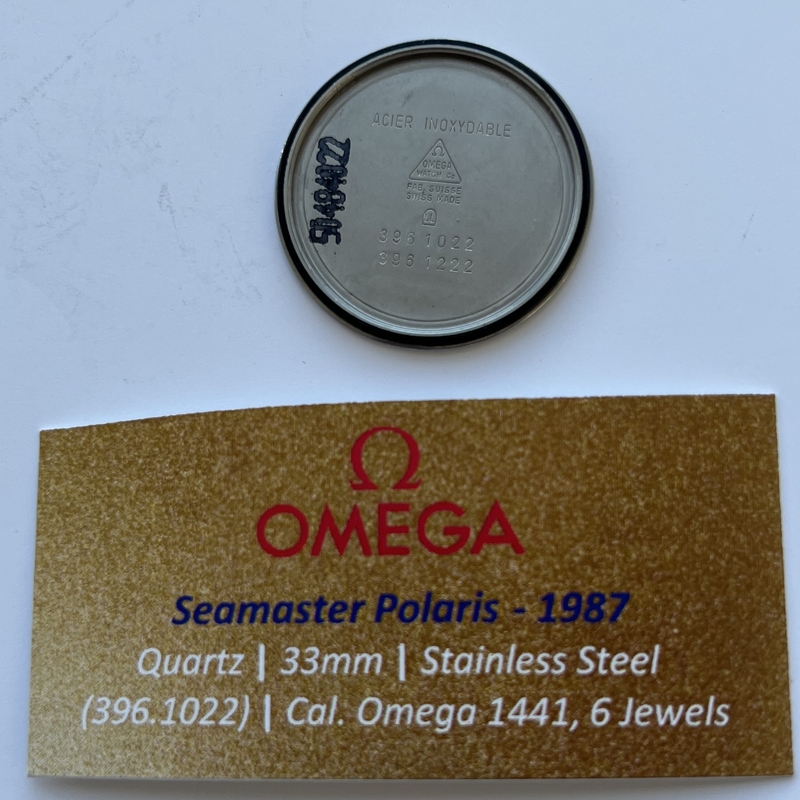 ACIER INOXYDABLE
Ω
OMEGA
WATCH Co
FAB. SUISSE
SWISS MADE
Ω
396 1022
396 1222
50494822
Ω
OMEGA
Seamaster Polaris - 1987
Quartz | 33mm | Stainless Steel
(396.1022) | Cal. Omega 1441, 6 Jewels